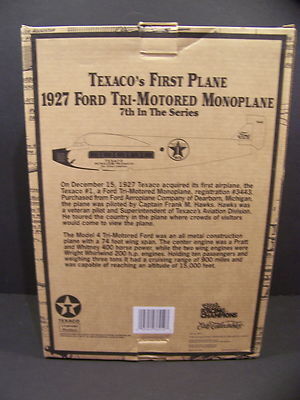 TEXACO'S FIRST PLANE
1927 FORD TRI-MOTORED MONOPLANE
7th In The Series
TEXACO
On December 15, 1927 Texaco acquired its first airplane, the
Texaco #1, a Ford Tri-Motored Monoplane, registration #3443.
Purchased from Ford Aeroplane Company of Dearborn, Michigan,
the plane was piloted by Captain Frank M. Hawks. Hawks was
a veteran pilot and Superintendent of Texaco's Aviation Division.
He toured the country in the plane where crowds of visitors
would come to view the plane.
The Model 4 Tri-Motored Ford was an all metal construction
plane with a 74 foot wing span. The center engine was a Pratt
and Whitney 400 horse power, while the two wing engines were
Wright Whirlwind 200 h.p. engines. Holding ten passengers and
weighing three tons it had a cruising range of 900 miles and
was capable of reaching an altitude of 15,000 feet.
TEXACO
RACING
CHAMPIONS